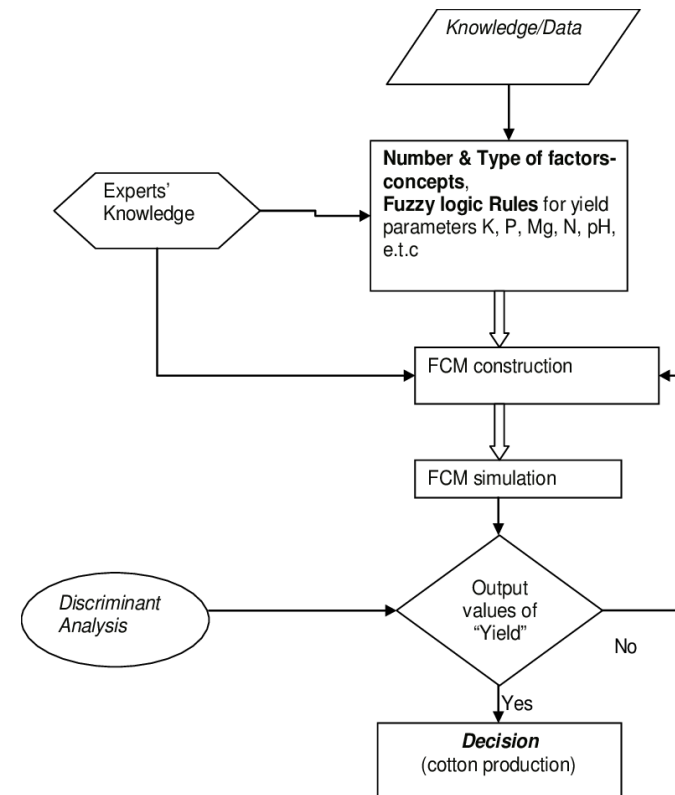 Knowledge/Data
Number & Type of factors-
concepts,
Fuzzy logic Rules for yield
parameters K, P, Mg, N, pH,
e.t.c
Experts'
Knowledge
FCM construction
FCM simulation
Output
values of
“Yield”
Discriminant
Analysis
No
Yes
Decision
(cotton production)